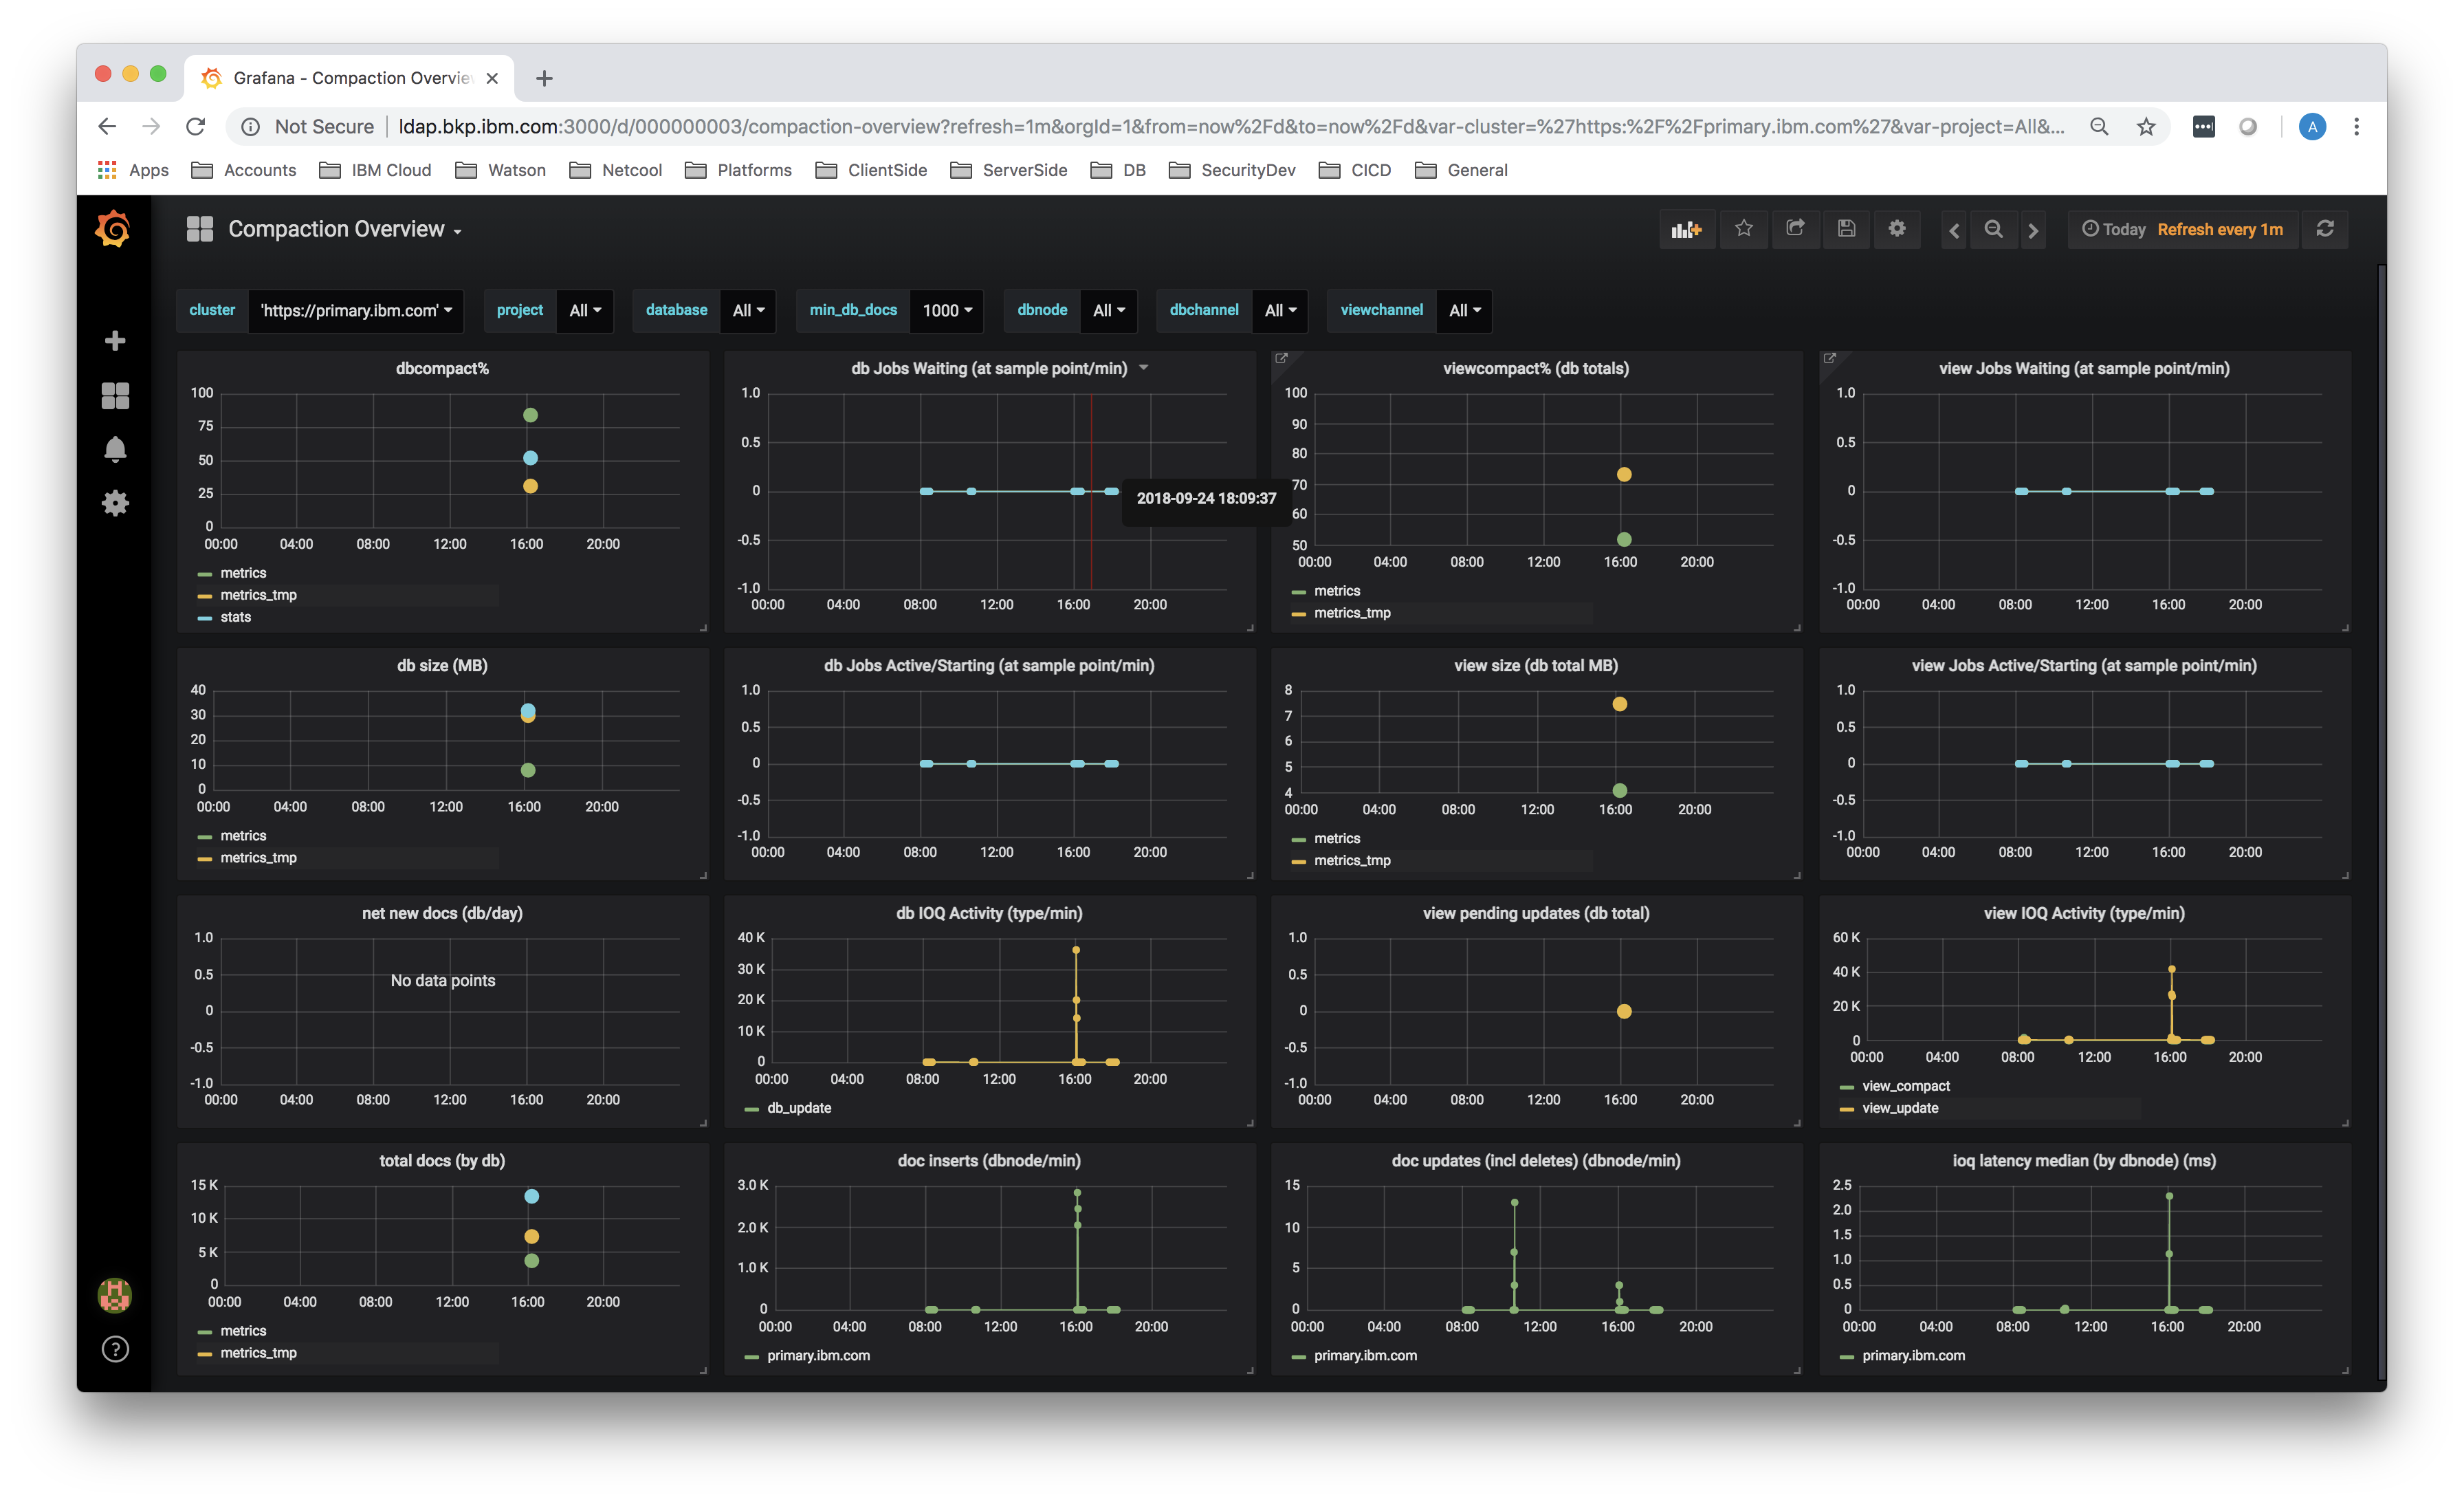 Grafana - Compaction Overvie
Not Secure | ldap.bkp.ibm.com:3000/d/000000003/compaction-overview?refresh=1m&orgId=1&from=now%2Fd&to=now%2Fd&var-cluster=%27https:%2F%2Fprimary.ibm.com%27&var-project=All&... A
Apps Accounts IBM Cloud Watson Netcool Platforms ClientSide ServerSide DB SecurityDev CICD General
Compaction Overview Today Refresh every 1m
cluster 'https://primary.ibm.com' project All database All min_db_docs 1000 dbnode All dbchannel All viewchannel All
dbcompact%
100
75
50
25
0
00:00 04:00 08:00 12:00 16:00 20:00
metrics
metrics_tmp
stats
db Jobs Waiting (at sample point/min)
1.0
0.5
0
-0.5
-1.0
00:00 04:00 08:00 12:00 16:00 20:00
2018-09-24 18:09:37
viewcompact% (db totals)
100
90
80
70
60
50
00:00 04:00 08:00 12:00 16:00 20:00
metrics
metrics_tmp
view Jobs Waiting (at sample point/min)
1.0
0.5
0
-0.5
-1.0
00:00 04:00 08:00 12:00 16:00 20:00
db size (MB)
40
30
20
10
0
00:00 04:00 08:00 12:00 16:00 20:00
metrics
metrics_tmp
db Jobs Active/Starting (at sample point/min)
1.0
0.5
0
-0.5
-1.0
00:00 04:00 08:00 12:00 16:00 20:00
view size (db total MB)
8
7
6
5
4
00:00 04:00 08:00 12:00 16:00 20:00
metrics
metrics_tmp
view Jobs Active/Starting (at sample point/min)
1.0
0.5
0
-0.5
-1.0
00:00 04:00 08:00 12:00 16:00 20:00
net new docs (db/day)
1.0
0.5
0
-0.5
-1.0
No data points
00:00 04:00 08:00 12:00 16:00 20:00
db IOQ Activity (type/min)
40 K
30 K
20 K
10 K
0
00:00 04:00 08:00 12:00 16:00 20:00
db_update
view pending updates (db total)
1.0
0.5
0
-0.5
-1.0
00:00 04:00 08:00 12:00 16:00 20:00
view IOQ Activity (type/min)
60 K
40 K
20 K
0
00:00 04:00 08:00 12:00 16:00 20:00
view_compact
view_update
total docs (by db)
15 K
10 K
5 K
0
00:00 04:00 08:00 12:00 16:00 20:00
metrics
metrics_tmp
doc inserts (dbnode/min)
3.0 K
2.0 K
1.0 K
0
00:00 04:00 08:00 12:00 16:00 20:00
primary.ibm.com
doc updates (incl deletes) (dbnode/min)
15
10
5
0
00:00 04:00 08:00 12:00 16:00 20:00
primary.ibm.com
ioq latency median (by dbnode) (ms)
2.5
2.0
1.5
1.0
0.5
0
00:00 04:00 08:00 12:00 16:00 20:00
primary.ibm.com